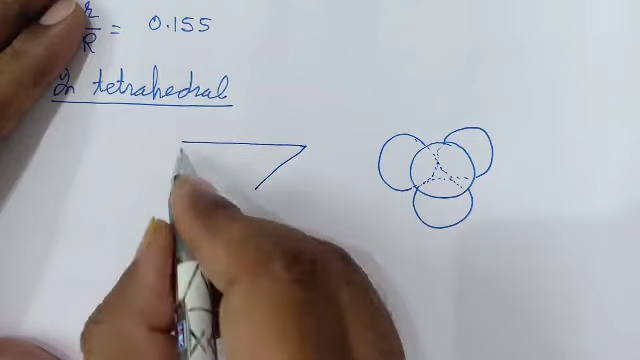 r/R = 0.155
In tetrahedral